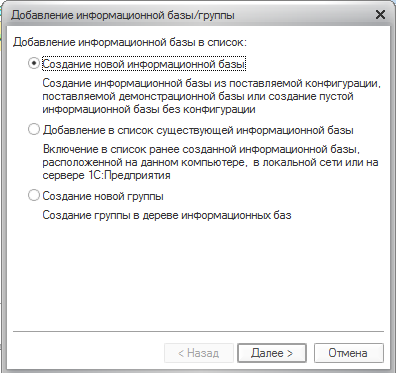 Добавление информационной базы/группы
Добавление информационной базы в список:
Создание новой информационной базы
Создание информационной базы из поставляемой конфигурации,
поставляемой демонстрационной базы или создание пустой
информационной базы без конфигурации
Добавление в список существующей информационной базы
Включение в список ранее созданной информационной базы,
расположенной на данном компьютере, в локальной сети или на
сервере 1С:Предприятия
Создание новой группы
Создание группы в дереве информационных баз
< Назад Далее > Отмена